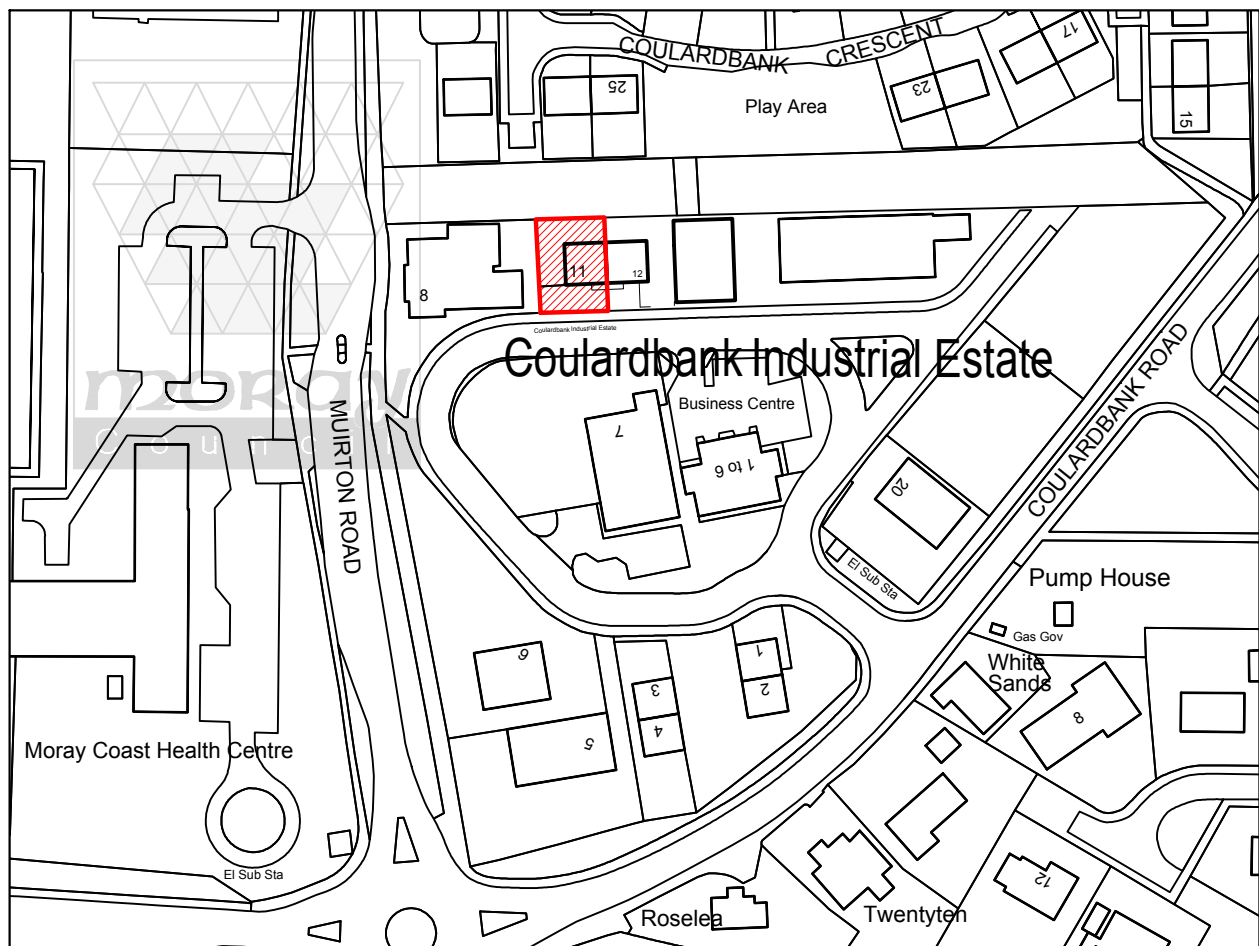 COULARDBANK CRESCENT
17
25
23
Play Area
15
11
12
8
Coulardbank Industrial Estate
Coulardbank Industrial Estate
moray
Council
MUIRTON ROAD
7
Business Centre
1 to 6
COULARDBANK ROAD
20
El Sub Sta
Pump House
Gas Gov
White
Sands
8
6
1
2
3
4
5
Moray Coast Health Centre
El Sub Sta
12
Roselea
Twentyten